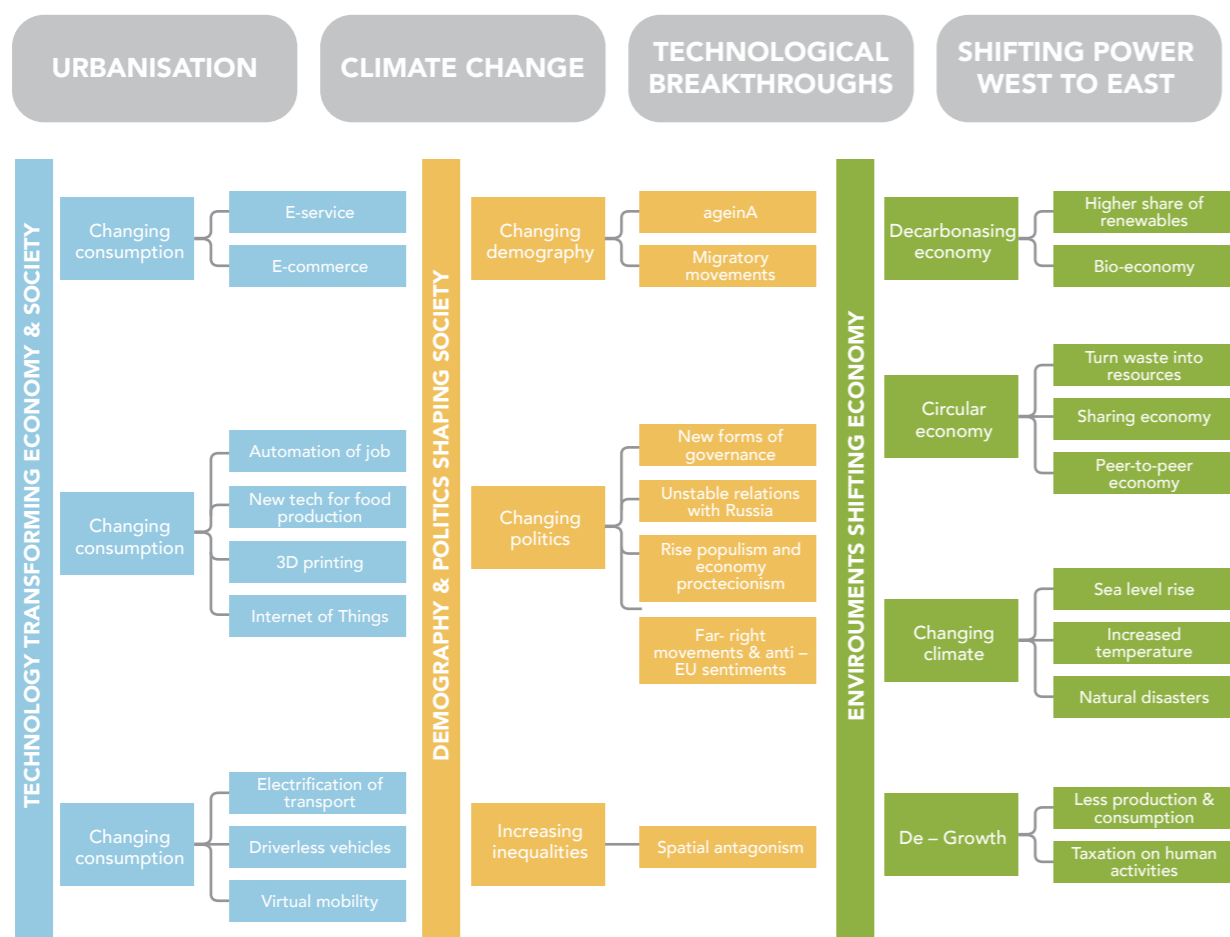 URBANISATION
CLIMATE CHANGE
TECHNOLOGICAL
BREAKTHROUGHS
SHIFTING POWER
WEST TO EAST
TECHNOLOGY TRANSFORMING ECONOMY & SOCIETY
Changing
consumption
E-service
E-commerce
Changing
consumption
Automation of job
New tech for food
production
3D printing
Internet of Things
Changing
consumption
Electrification of
transport
Driverless vehicles
Virtual mobility
DEMOGRAPHY & POLITICS SHAPING SOCIETY
Changing
demography
ageinA
Migratory
movements
Changing
politics
New forms of
governance
Unstable relations
with Russia
Rise populism and
economy
proctecionism
Far- right
movements & anti –
EU sentiments
Increasing
inequalities
Spatial antagonism
ENVIROUMENTS SHIFTING ECONOMY
Decarbonasing
economy
Higher share of
renewables
Bio-economy
Circular
economy
Turn waste into
resources
Sharing economy
Peer-to-peer
economy
Changing
climate
Sea level rise
Increased
temperature
Natural disasters
De – Growth
Less production &
consumption
Taxation on human
activities